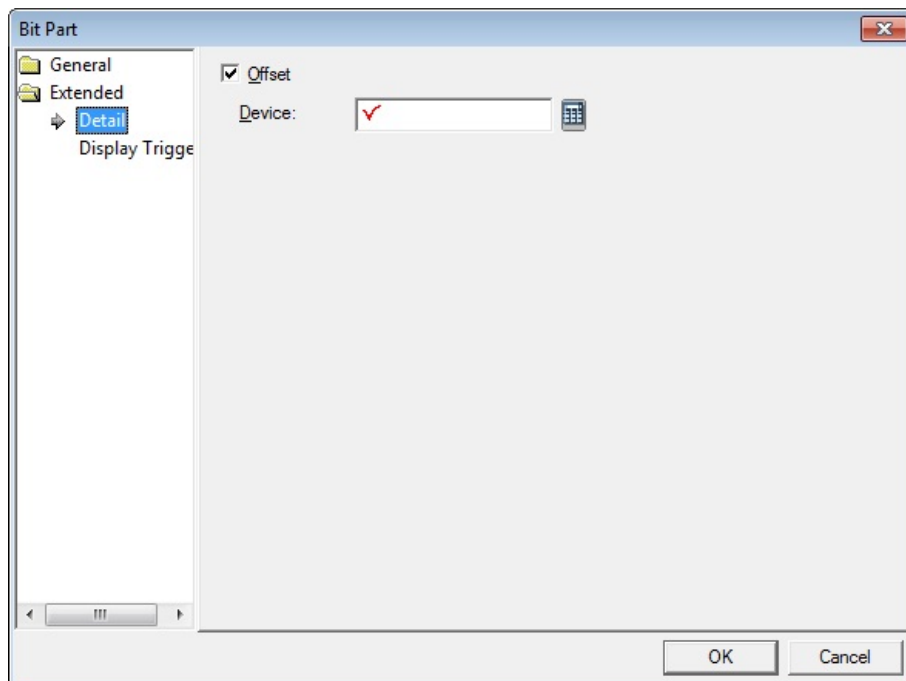 Bit Part
General
Extended
Detail
Display Trigge
Offset
Device:
OK
Cancel